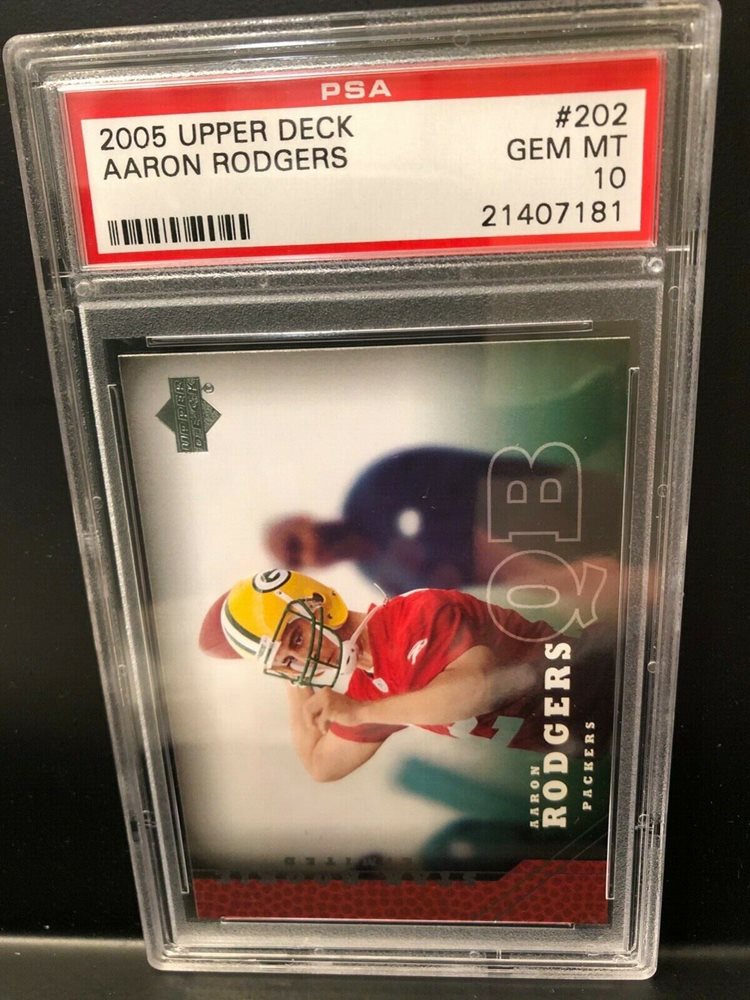 PSA
2005 UPPER DECK #202
AARON RODGERS GEM MT
10
21407181
UPPER
DECK
QB
AARON
RODGERS
PACKERS
G